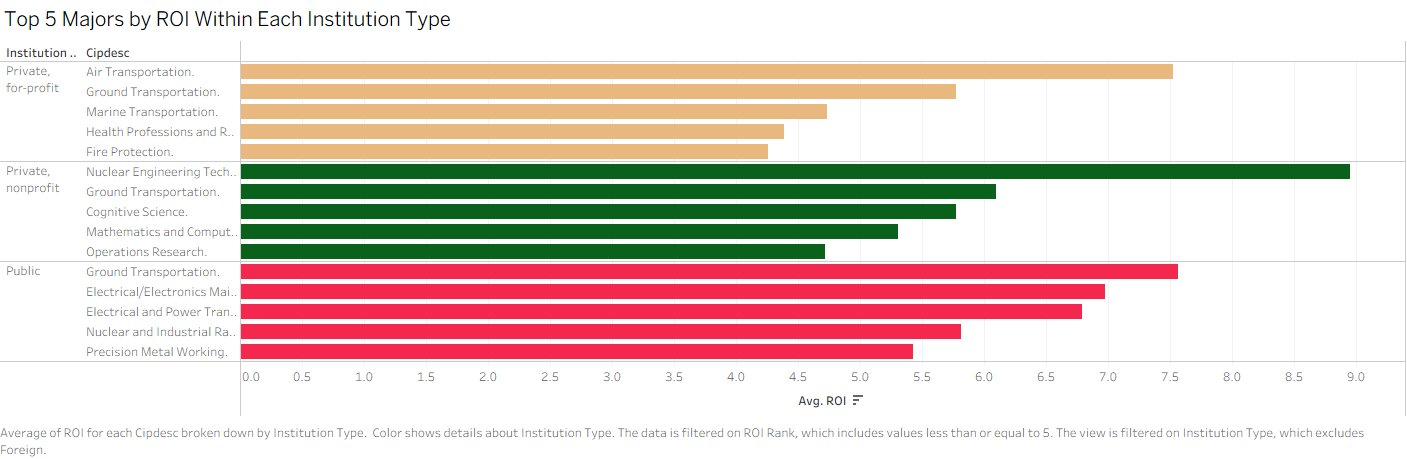 Top 5 Majors by ROI Within Each Institution Type
Institution .. Cipdesc
Private, for-profit
Air Transportation.
Ground Transportation.
Marine Transportation.
Health Professions and R..
Fire Protection.
Private, nonprofit
Nuclear Engineering Tech..
Ground Transportation.
Cognitive Science.
Mathematics and Comput..
Operations Research.
Public
Ground Transportation.
Electrical/Electronics Mai..
Electrical and Power Tran..
Nuclear and Industrial Ra..
Precision Metal Working.
0.0 0.5 1.0 1.5 2.0 2.5 3.0 3.5 4.0 4.5 5.0 5.5 6.0 6.5 7.0 7.5 8.0 8.5 9.0
Avg. ROI
Average of ROI for each Cipdesc broken down by Institution Type. Color shows details about Institution Type. The data is filtered on ROI Rank, which includes values less than or equal to 5. The view is filtered on Institution Type, which excludes
Foreign.